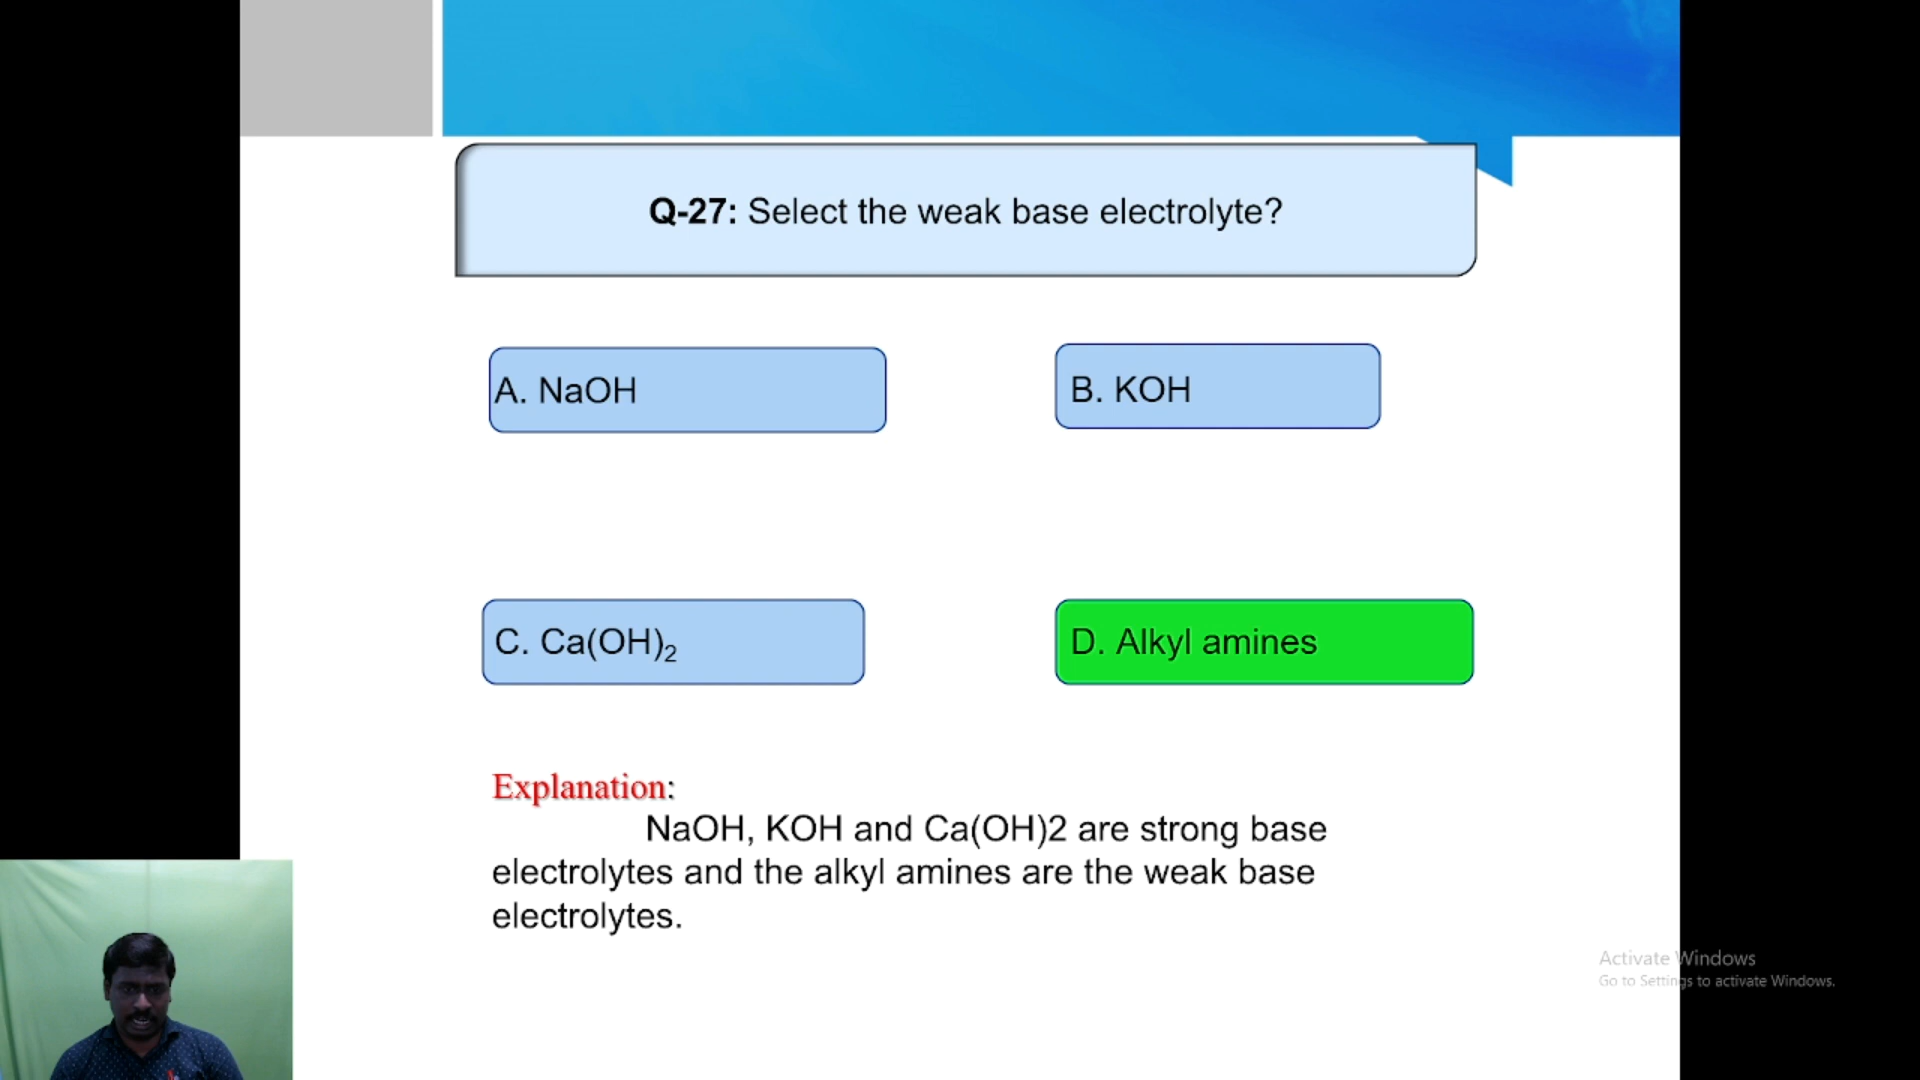 Q-27: Select the weak base electrolyte?
A. NaOH
B. KOH
C. Ca(OH)₂
D. Alkyl amines
Explanation:
NaOH, KOH and Ca(OH)2 are strong base
electrolytes and the alkyl amines are the weak base
electrolytes.
Activate Windows
Go to Settings to activate Windows.